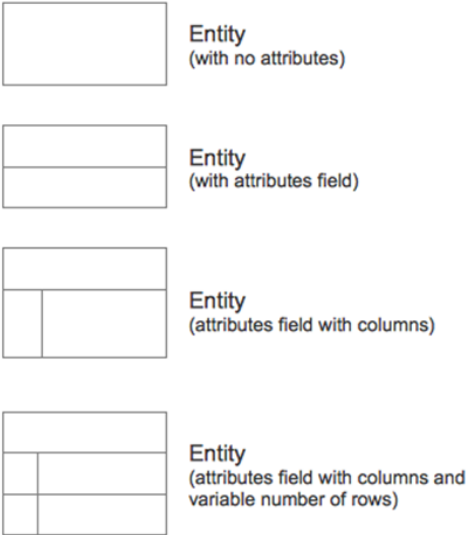 Entity
(with no attributes)
Entity
(with attributes field)
Entity
(attributes field with columns)
Entity
(attributes field with columns and
variable number of rows)